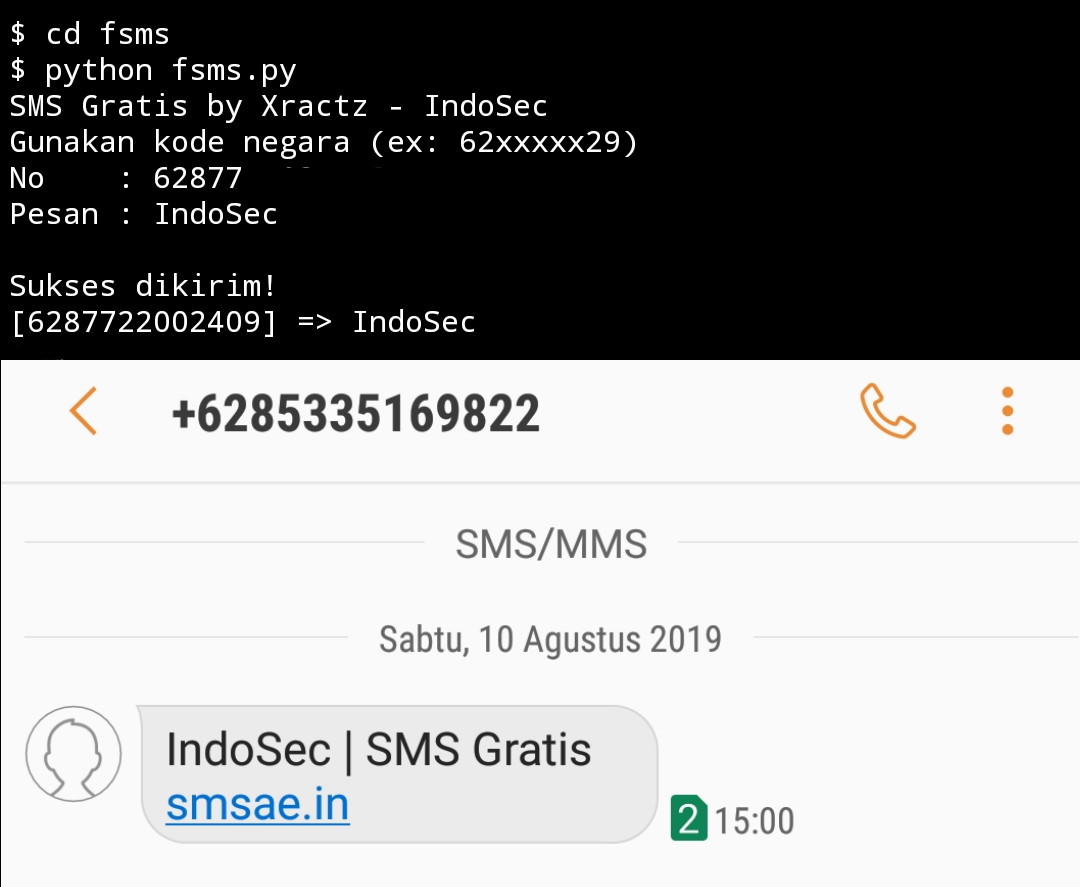 $ cd fsms
$ python fsms.py
SMS Gratis by Xractz - IndoSec
Gunakan kode negara (ex: 62xxxxx29)
No    : 62877
Pesan : IndoSec
Sukses dikirim!
[6287722002409] => IndoSec
+6285335169822
SMS/MMS
Sabtu, 10 Agustus 2019
IndoSec | SMS Gratis
smsae.in
2 15:00